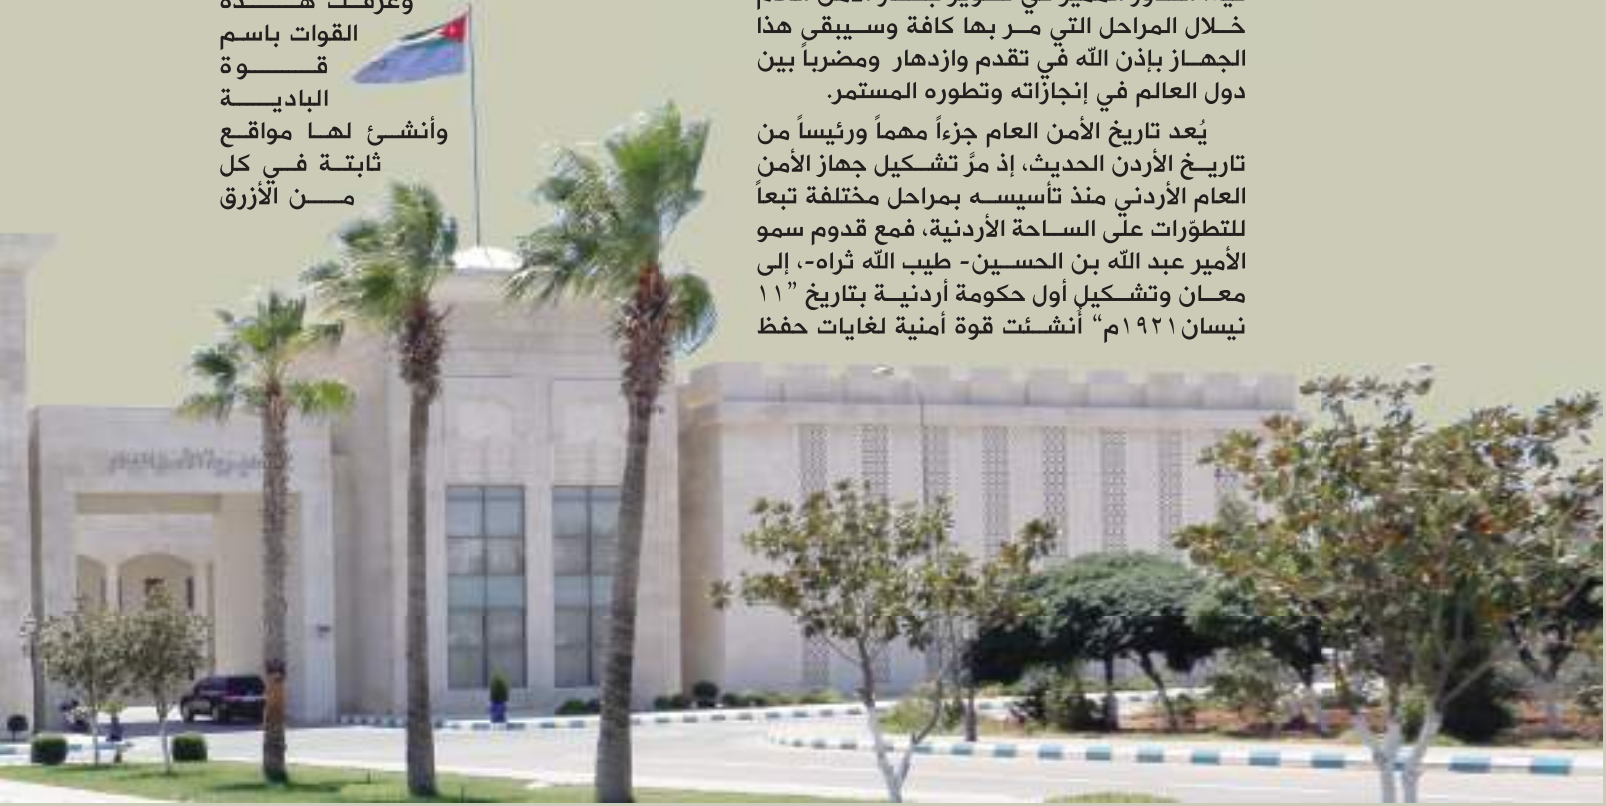 خلال المراحل التي مر بها كافة وسيبقى هذا
الجهاز بإذن الله في تقدم وازدهار ومضرباً بين
دول العالم في إنجازاته وتطوره المستمر.
يُعد تاريخ الأمن العام جزءاً مهماً ورئيساً من
تاريخ الأردن الحديث، إذ مرَّ تشكيل جهاز الأمن
العام الأردني منذ تأسيسه بمراحل مختلفة تبعاً
للتطوّرات على الساحة الأردنية، فمع قدوم سمو
الأمير عبد الله بن الحسين- طيب الله ثراه-، إلى
معان وتشكيل أول حكومة أردنية بتاريخ ”١١
نيسان١٩٢١م“ أُنشئت قوة أمنية لغايات حفظ
وعرفت هذه
القوات باسم
قوة
البادية
وأنشئ لها مواقع
ثابتة في كل
من الأزرق